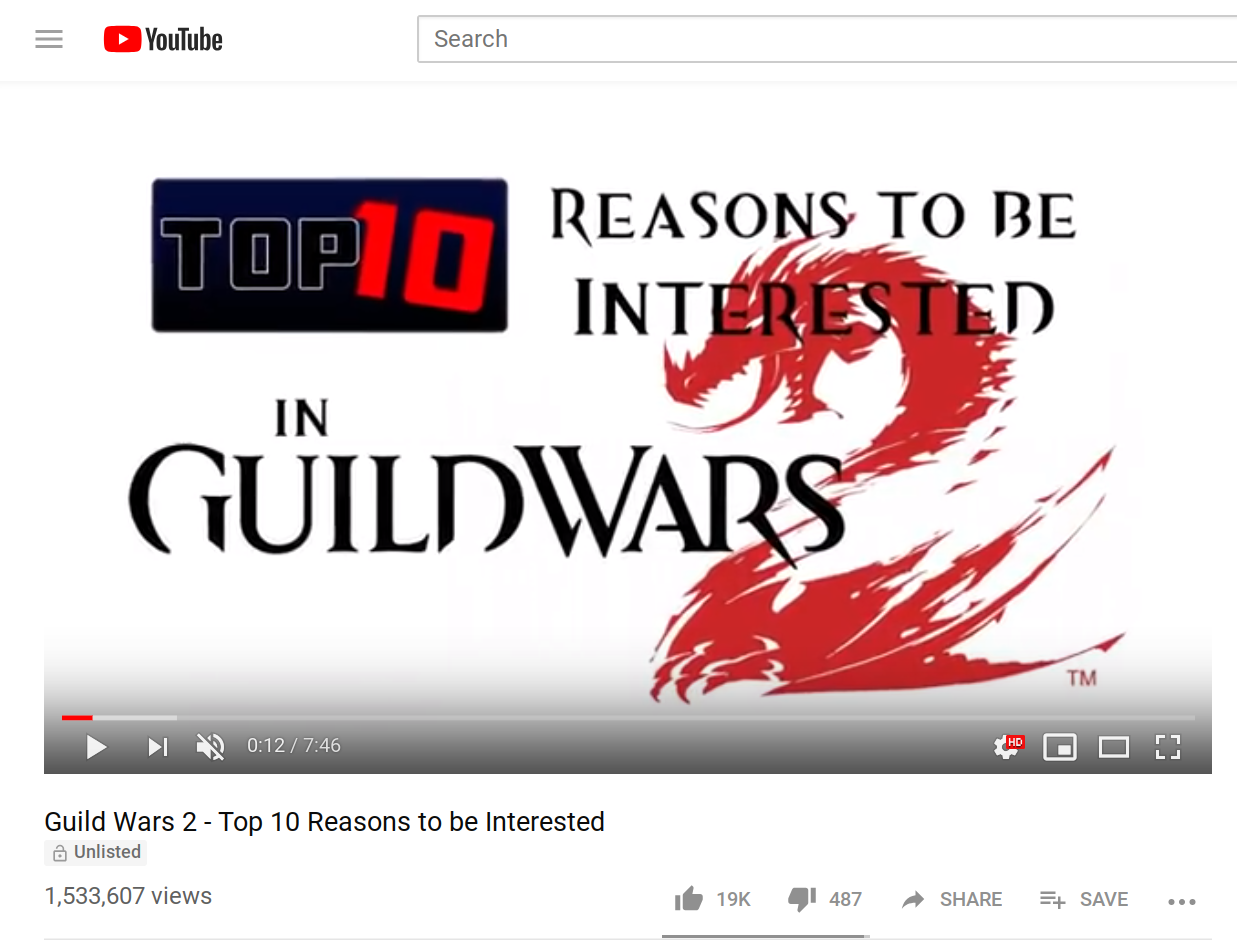 YouTube
Search
TOP10
REASONS TO BE
INTERESTED
IN
GUILDWARS
2
TM
0:12 / 7:46
HD
Guild Wars 2 - Top 10 Reasons to be Interested
Unlisted
1,533,607 views
19K 487 SHARE SAVE